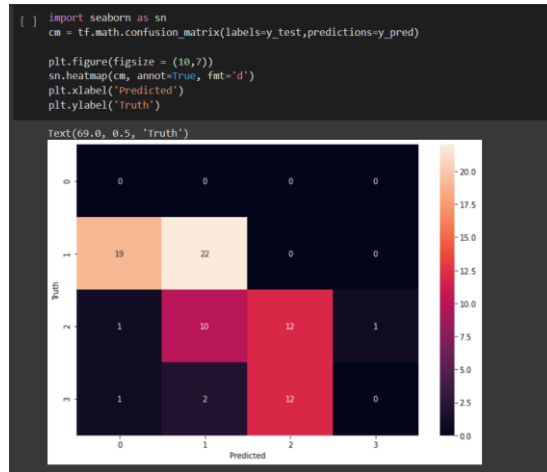 [ ] import seaborn as sn
cm = tf.math.confusion_matrix(labels=y_test,predictions=y_pred)
plt.figure(figsize = (10,7))
sn.heatmap(cm, annot=True, fmt='d')
plt.xlabel('Predicted')
plt.ylabel('Truth')
Text(69.0, 0.5, 'Truth')
0 0 0 0 0
1 19 22 0 0
2 1 10 12 1
3 1 2 12 0
0 1 2 3
Truth
Predicted
20.0
17.5
15.0
12.5
10.0
7.5
5.0
2.5
0.0